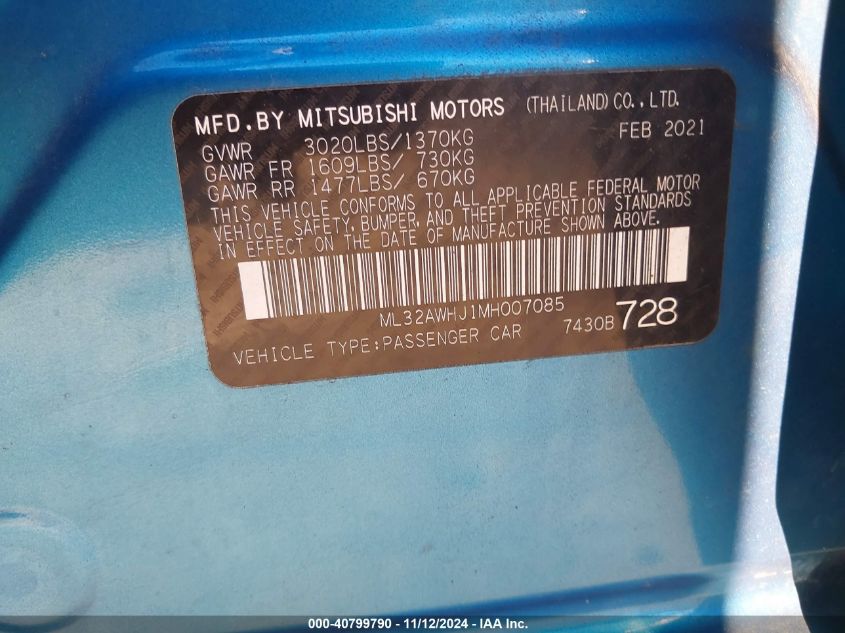 MFD.BY MITSUBISHI MOTORS (THAILAND) CO.,LTD.
FEB 2021
GVWR 3020LBS/1370KG
GAWR FR 1609LBS/ 730KG
GAWR RR 1477LBS/ 670KG
THIS VEHICLE CONFORMS TO ALL APPLICABLE FEDERAL MOTOR
VEHICLE SAFETY, BUMPER, AND THEFT PREVENTION STANDARDS
IN EFFECT ON THE DATE OF MANUFACTURE SHOWN ABOVE.
ML32AWHJ1MH007085
7430B 728
VEHICLE TYPE:PASSENGER CAR
000-40799790 - 11/12/2024 - IAA Inc.